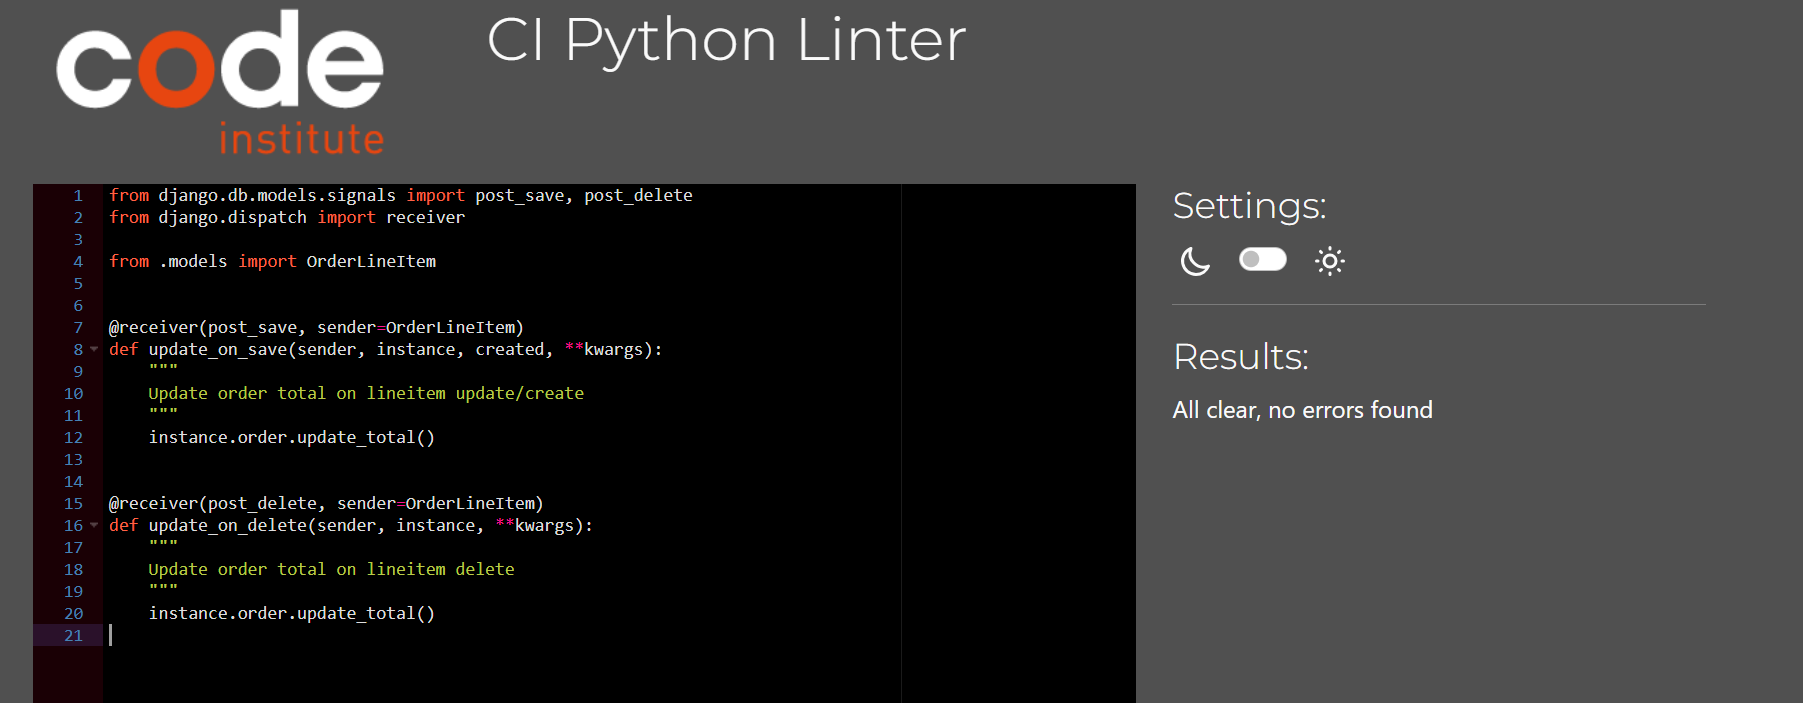 code
institute
CI Python Linter
1 from django.db.models.signals import post_save, post_delete
2 from django.dispatch import receiver
3
4 from .models import OrderLineItem
5
6
7 @receiver(post_save, sender=OrderLineItem)
8 def update_on_save(sender, instance, created, **kwargs):
9     """
10     Update order total on lineitem update/create
11     """
12     instance.order.update_total()
13
14
15 @receiver(post_delete, sender=OrderLineItem)
16 def update_on_delete(sender, instance, **kwargs):
17     """
18     Update order total on lineitem delete
19     """
20     instance.order.update_total()
21
Settings:
Results:
All clear, no errors found